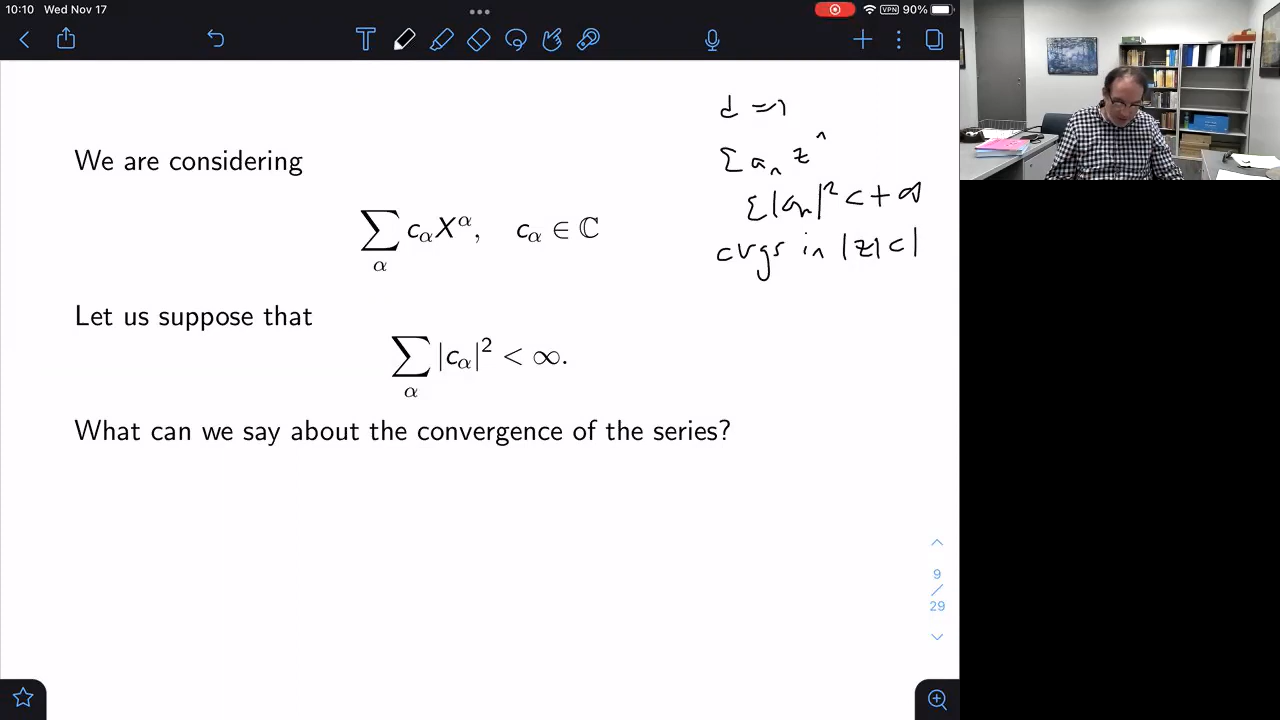 10:10 Wed Nov 17
VPN 90%
We are considering
∑_α c_α X^α, c_α ∈ ℂ
Let us suppose that
∑_α |c_α|² < ∞.
What can we say about the convergence of the series?
d = 1
∑ a_n z^n
∑ |a_n|² < +∞
cvgs in |z| < 1
9
/
29